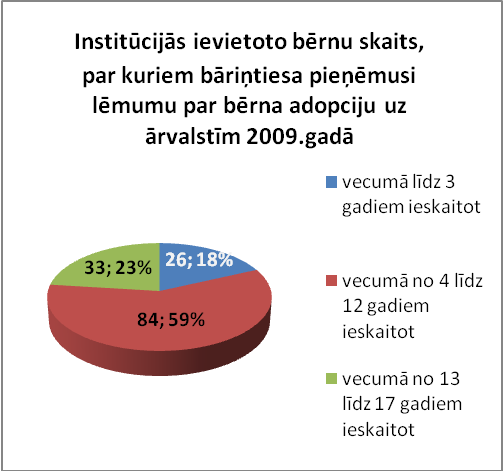 Institūcijās ievietoto bērnu skaits,
par kuriem bāriņtiesa pieņēmusi
lēmumu par bērna adopciju uz
ārvalstīm 2009.gadā
vecumā līdz 3
gadiem ieskaitot
26; 18%
33; 23%
84; 59%
vecumā no 4 līdz
12 gadiem
ieskaitot
vecumā no 13
līdz 17 gadiem
ieskaitot